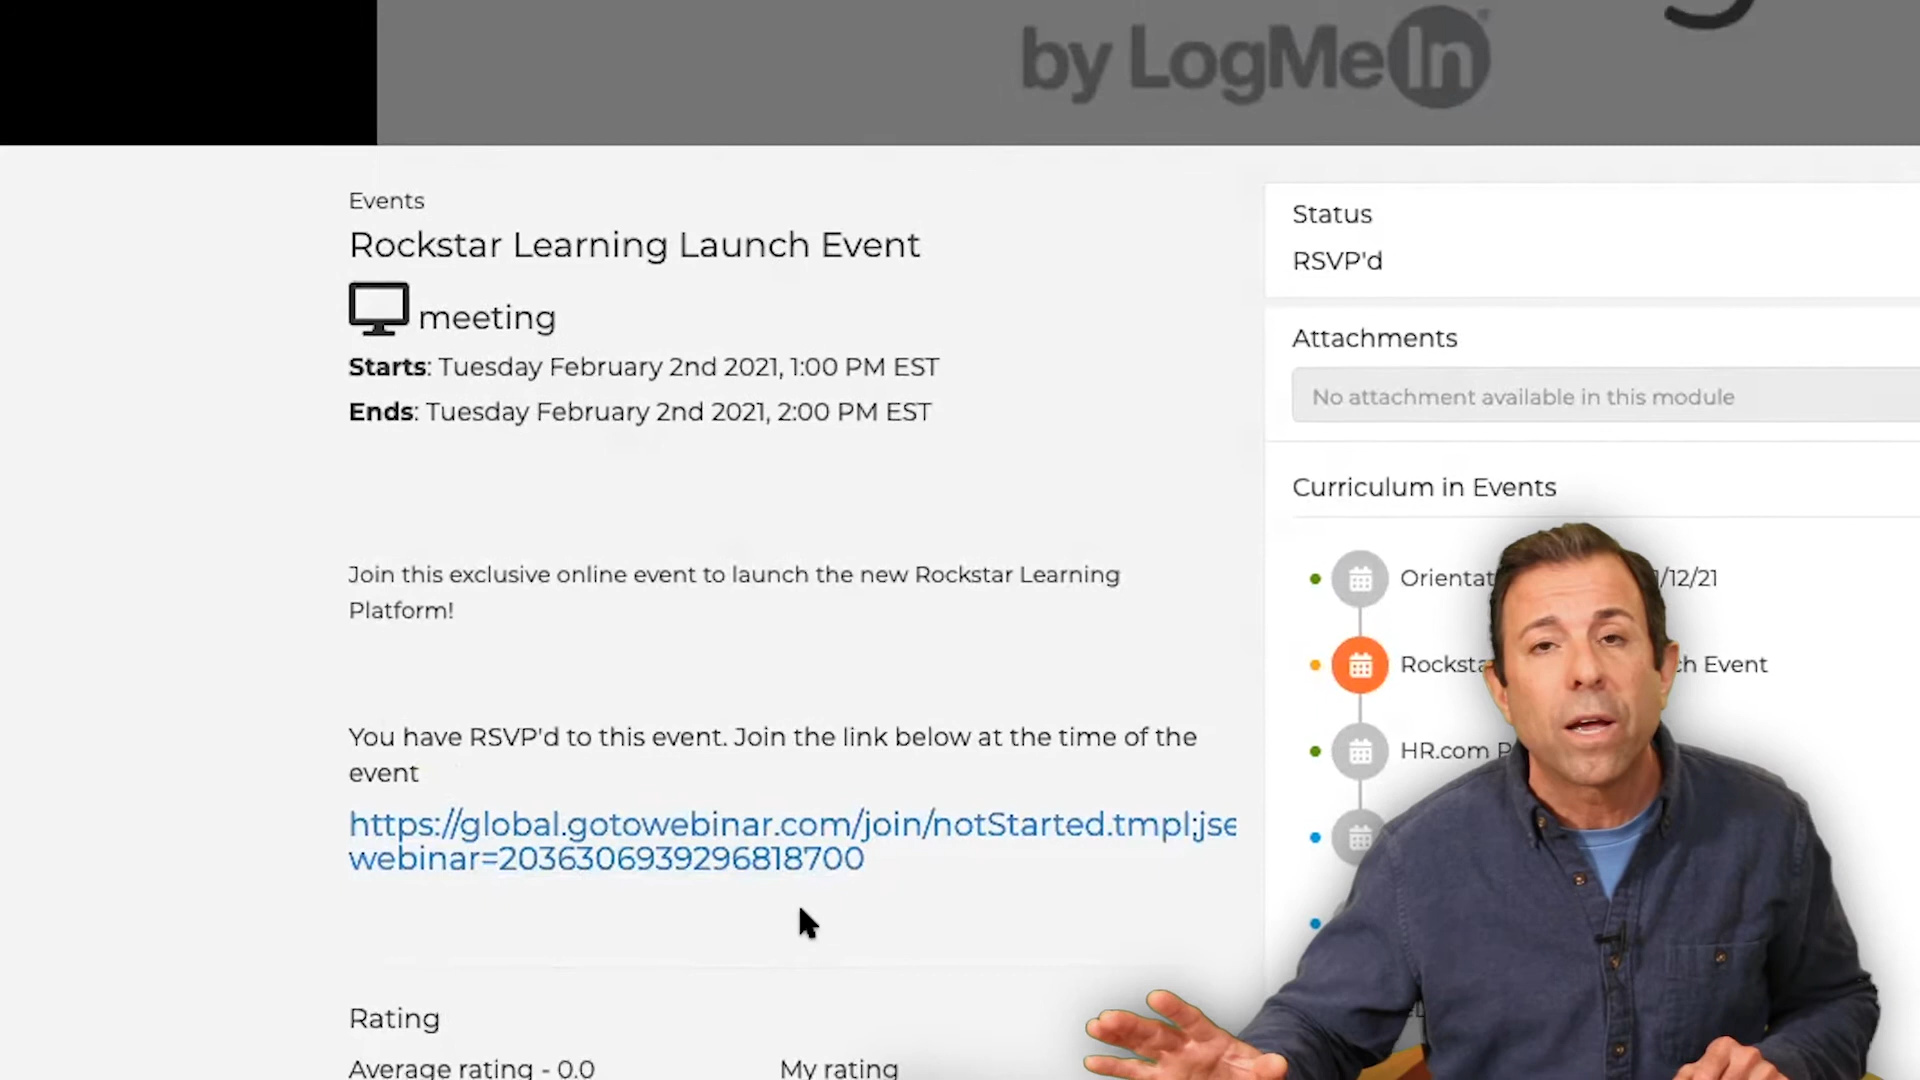 by LogMeIn
Events
Rockstar Learning Launch Event
meeting
Starts: Tuesday February 2nd 2021, 1:00 PM EST
Ends: Tuesday February 2nd 2021, 2:00 PM EST
Join this exclusive online event to launch the new Rockstar Learning
Platform!
You have RSVP'd to this event. Join the link below at the time of the
event
https://global.gotowebinar.com/join/notStarted.tmpl;jse
webinar=2036306939296818700
Rating
Average rating - 0.0
My rating
Status
RSVP'd
Attachments
No attachment available in this module
Curriculum in Events
Orientat /12/21
Rocksta ch Event
HR.com P